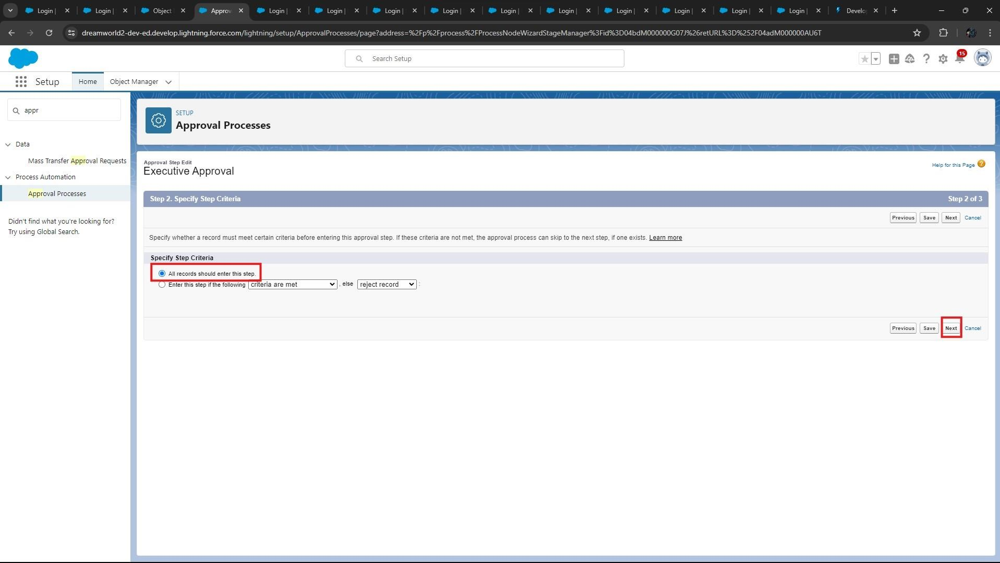 Login |
Login |
Object
Approv
Login |
Login |
Login |
Login |
Login |
Login |
Login |
Login |
Login |
Login |
Develo
dreamworld2-dev-ed.develop.lightning.force.com/lightning/setup/ApprovalProcesses/page?address=%2Fp%2Fprocess%2FProcessNodeWizardStageManager%3Fid%3D04bdM000000G07J%26retURL%3D%252F04adM000000AU6T
Search Setup
15
Setup
Home
Object Manager
appr
Data
Mass Transfer Approval Requests
Process Automation
Approval Processes
Didn't find what you're looking for?
Try using Global Search.
SETUP
Approval Processes
Approval Step Edit
Executive Approval
Help for this Page
Step 2. Specify Step Criteria
Step 2 of 3
Previous Save Next Cancel
Specify whether a record must meet certain criteria before entering this approval step. If these criteria are not met, the approval process can skip to the next step, if one exists. Learn more
Specify Step Criteria
All records should enter this step.
Enter this step if the following criteria are met , else reject record :
Previous Save Next Cancel